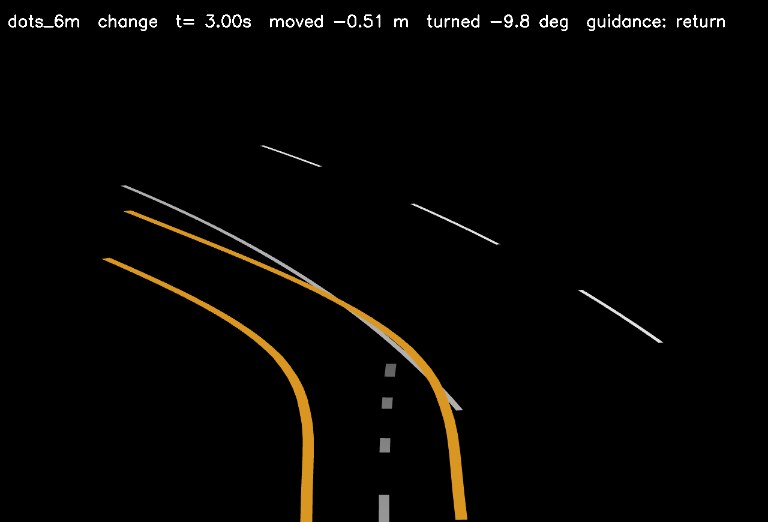 dots_6m change t= 3.00s moved −0.51 m turned −9.8 deg guidance: return